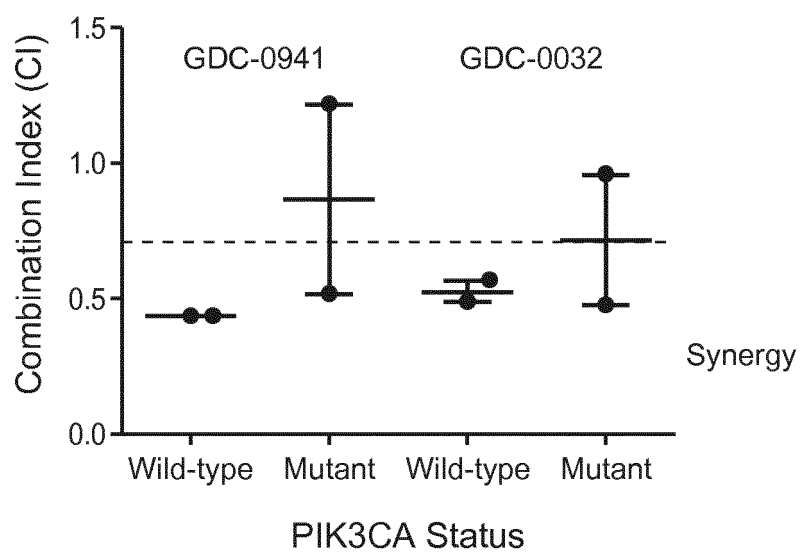 Combination Index (CI)
1.5
1.0
0.5
0.0
GDC-0941
GDC-0032
Synergy
Wild-type
Mutant
Wild-type
Mutant
PIK3CA Status